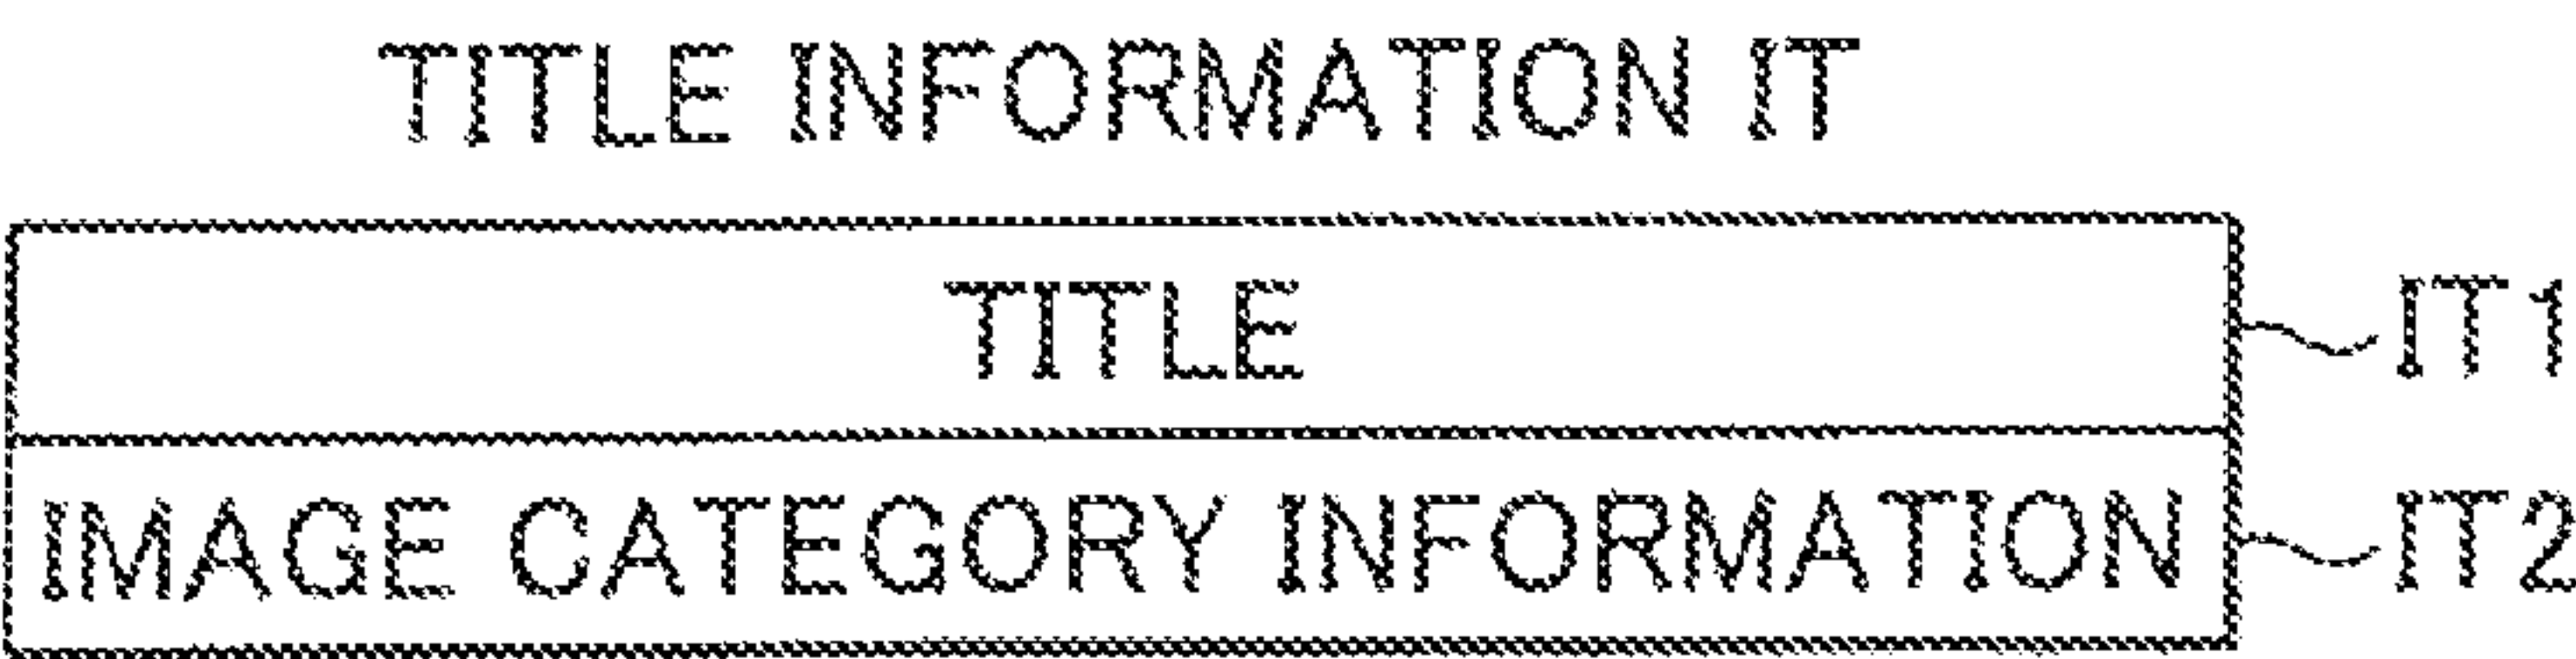 TITLE INFORMATION IT
TITLE IT1
IMAGE CATEGORY INFORMATION IT2